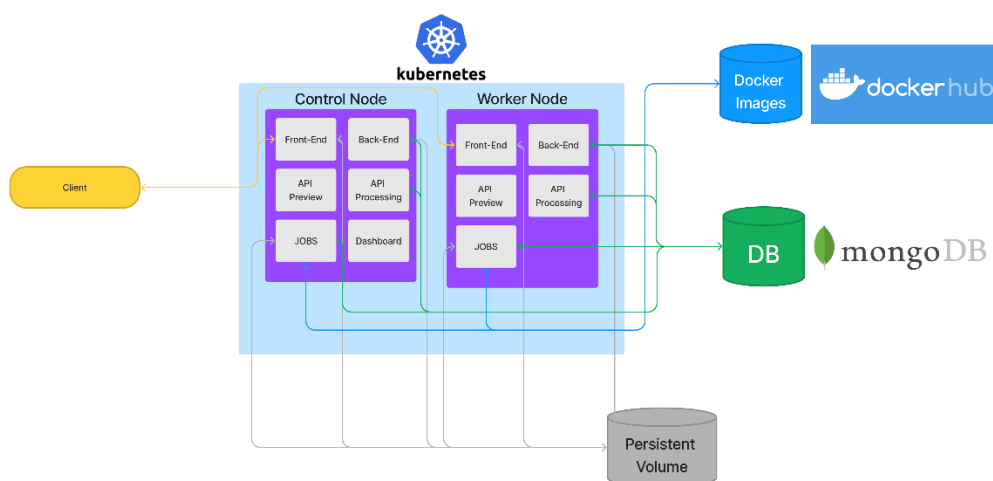 kubernetes
Control Node
Worker Node
Front-End
Back-End
API
Preview
API
Processing
JOBS
Dashboard
Front-End
Back-End
API
Preview
API
Processing
JOBS
Client
Docker
Images
dockerhub
DB
mongoDB
Persistent
Volume